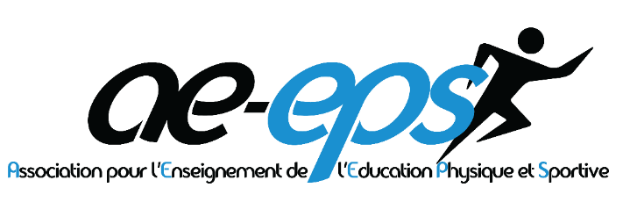 ae-eps
Association pour l'Enseignement de l'Education Physique et Sportive